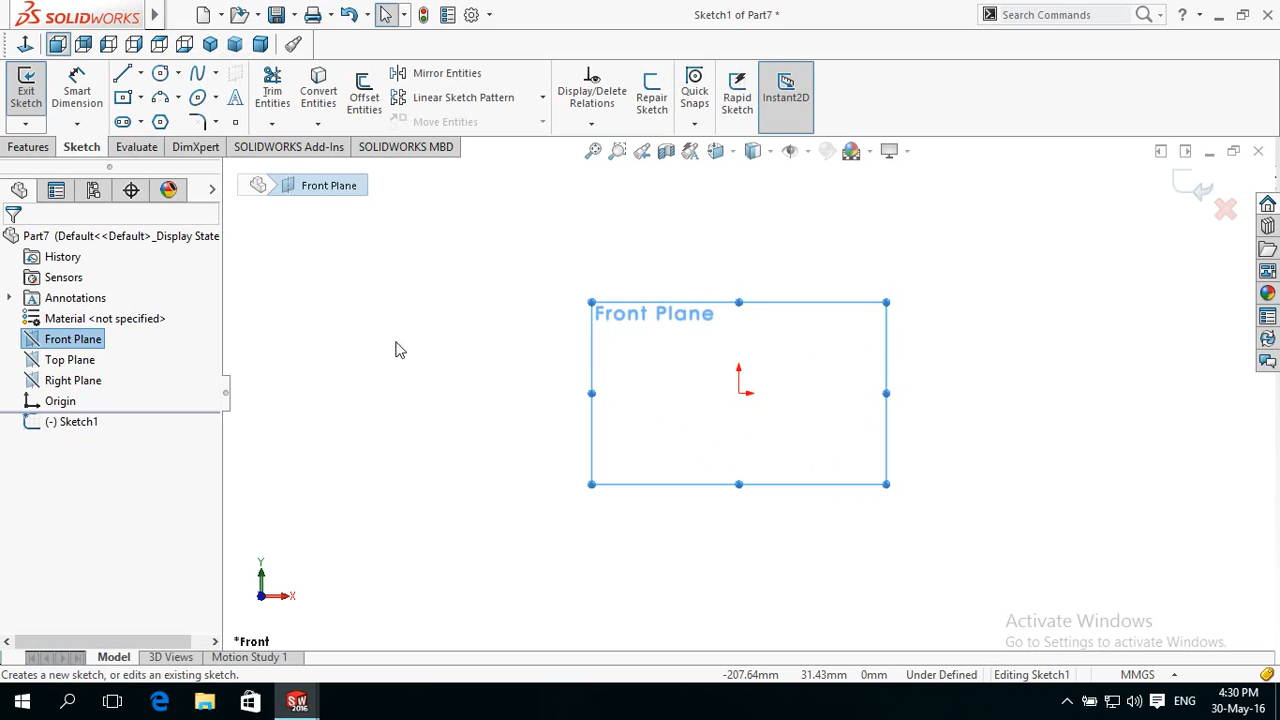 SOLIDWORKS
Sketch1 of Part7 *
Search Commands
?
Exit Sketch
Smart Dimension
Trim Entities
Convert Entities
Offset Entities
Mirror Entities
Linear Sketch Pattern
Move Entities
Display/Delete Relations
Repair Sketch
Quick Snaps
Rapid Sketch
Instant2D
Features
Sketch
Evaluate
DimXpert
SOLIDWORKS Add-Ins
SOLIDWORKS MBD
Front Plane
Part7 (Default<<Default>_Display State
History
Sensors
Annotations
Material <not specified>
Front Plane
Top Plane
Right Plane
Origin
(-) Sketch1
Front Plane
Y
X
*Front
Activate Windows
Go to Settings to activate Windows.
Model
3D Views
Motion Study 1
Creates a new sketch, or edits an existing sketch.
-207.64mm
31.43mm
0mm
Under Defined
Editing Sketch1
MMGS
SW
2016
ENG
4:30 PM
30-May-16